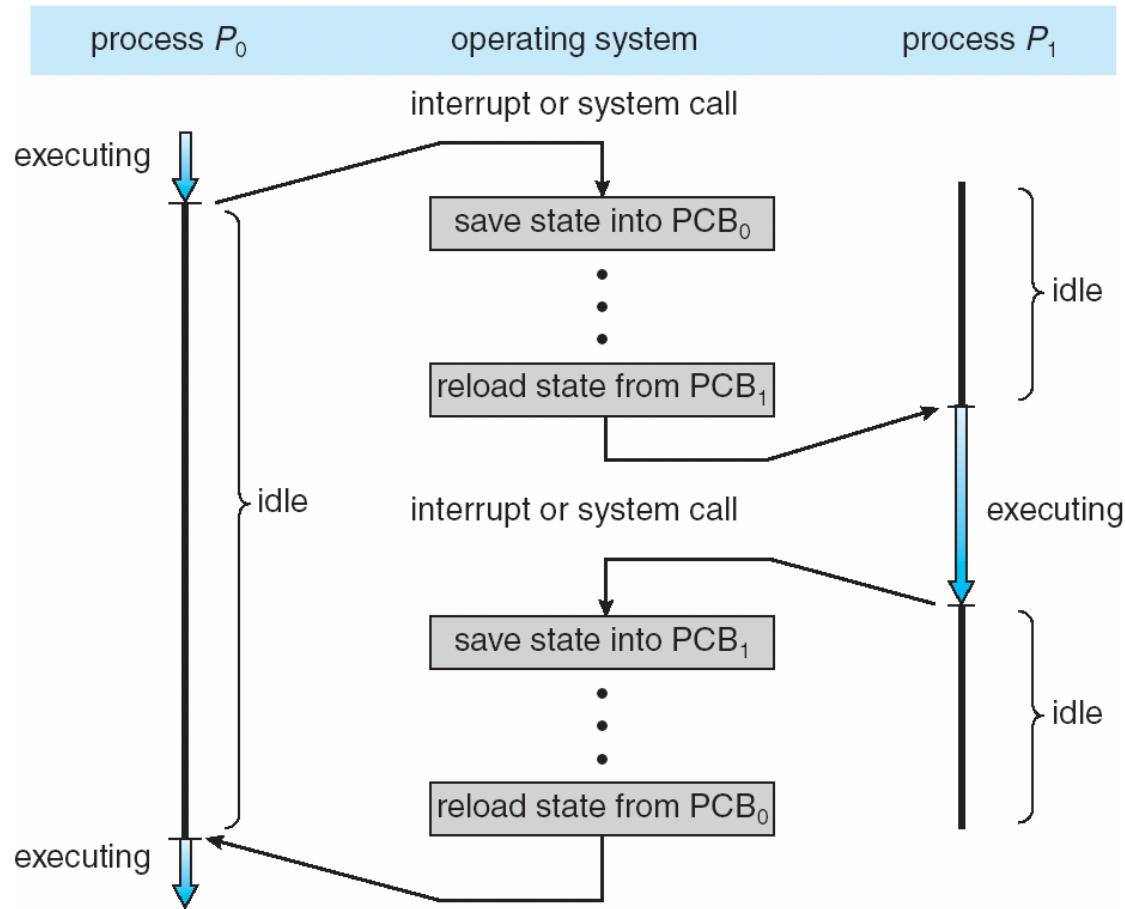 process P₀ operating system process P₁
interrupt or system call
executing
save state into PCB₀
idle
reload state from PCB₁
idle
interrupt or system call
executing
save state into PCB₁
idle
reload state from PCB₀
executing